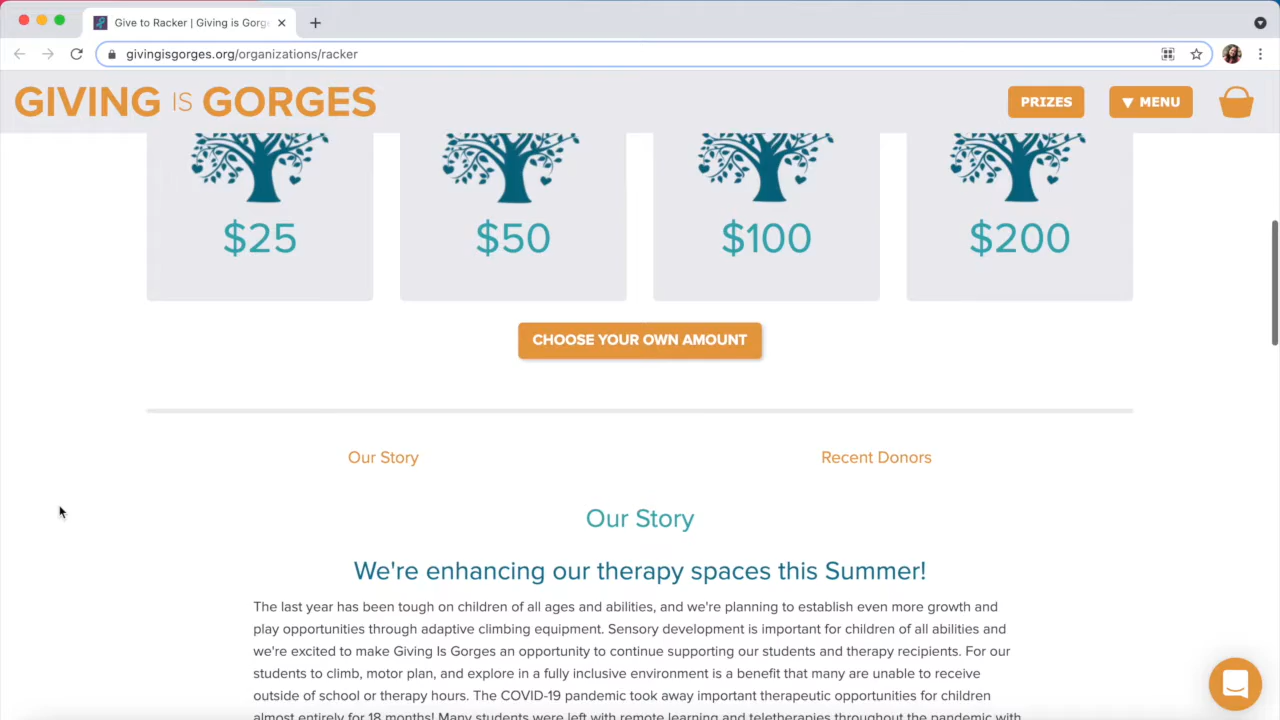 Give to Racker | Giving is Gorg
givingisgorges.org/organizations/racker
GIVING IS GORGES
PRIZES
MENU
$25
$50
$100
$200
CHOOSE YOUR OWN AMOUNT
Our Story
Recent Donors
Our Story
We're enhancing our therapy spaces this Summer!
The last year has been tough on children of all ages and abilities, and we're planning to establish even more growth and
play opportunities through adaptive climbing equipment. Sensory development is important for children of all abilities and
we're excited to make Giving Is Gorges an opportunity to continue supporting our students and therapy recipients. For our
students to climb, motor plan, and explore in a fully inclusive environment is a benefit that many are unable to receive
outside of school or therapy hours. The COVID-19 pandemic took away important therapeutic opportunities for children
almost entirely for 18 months! Many students were left with remote learning and teletherapies throughout the pandemic with